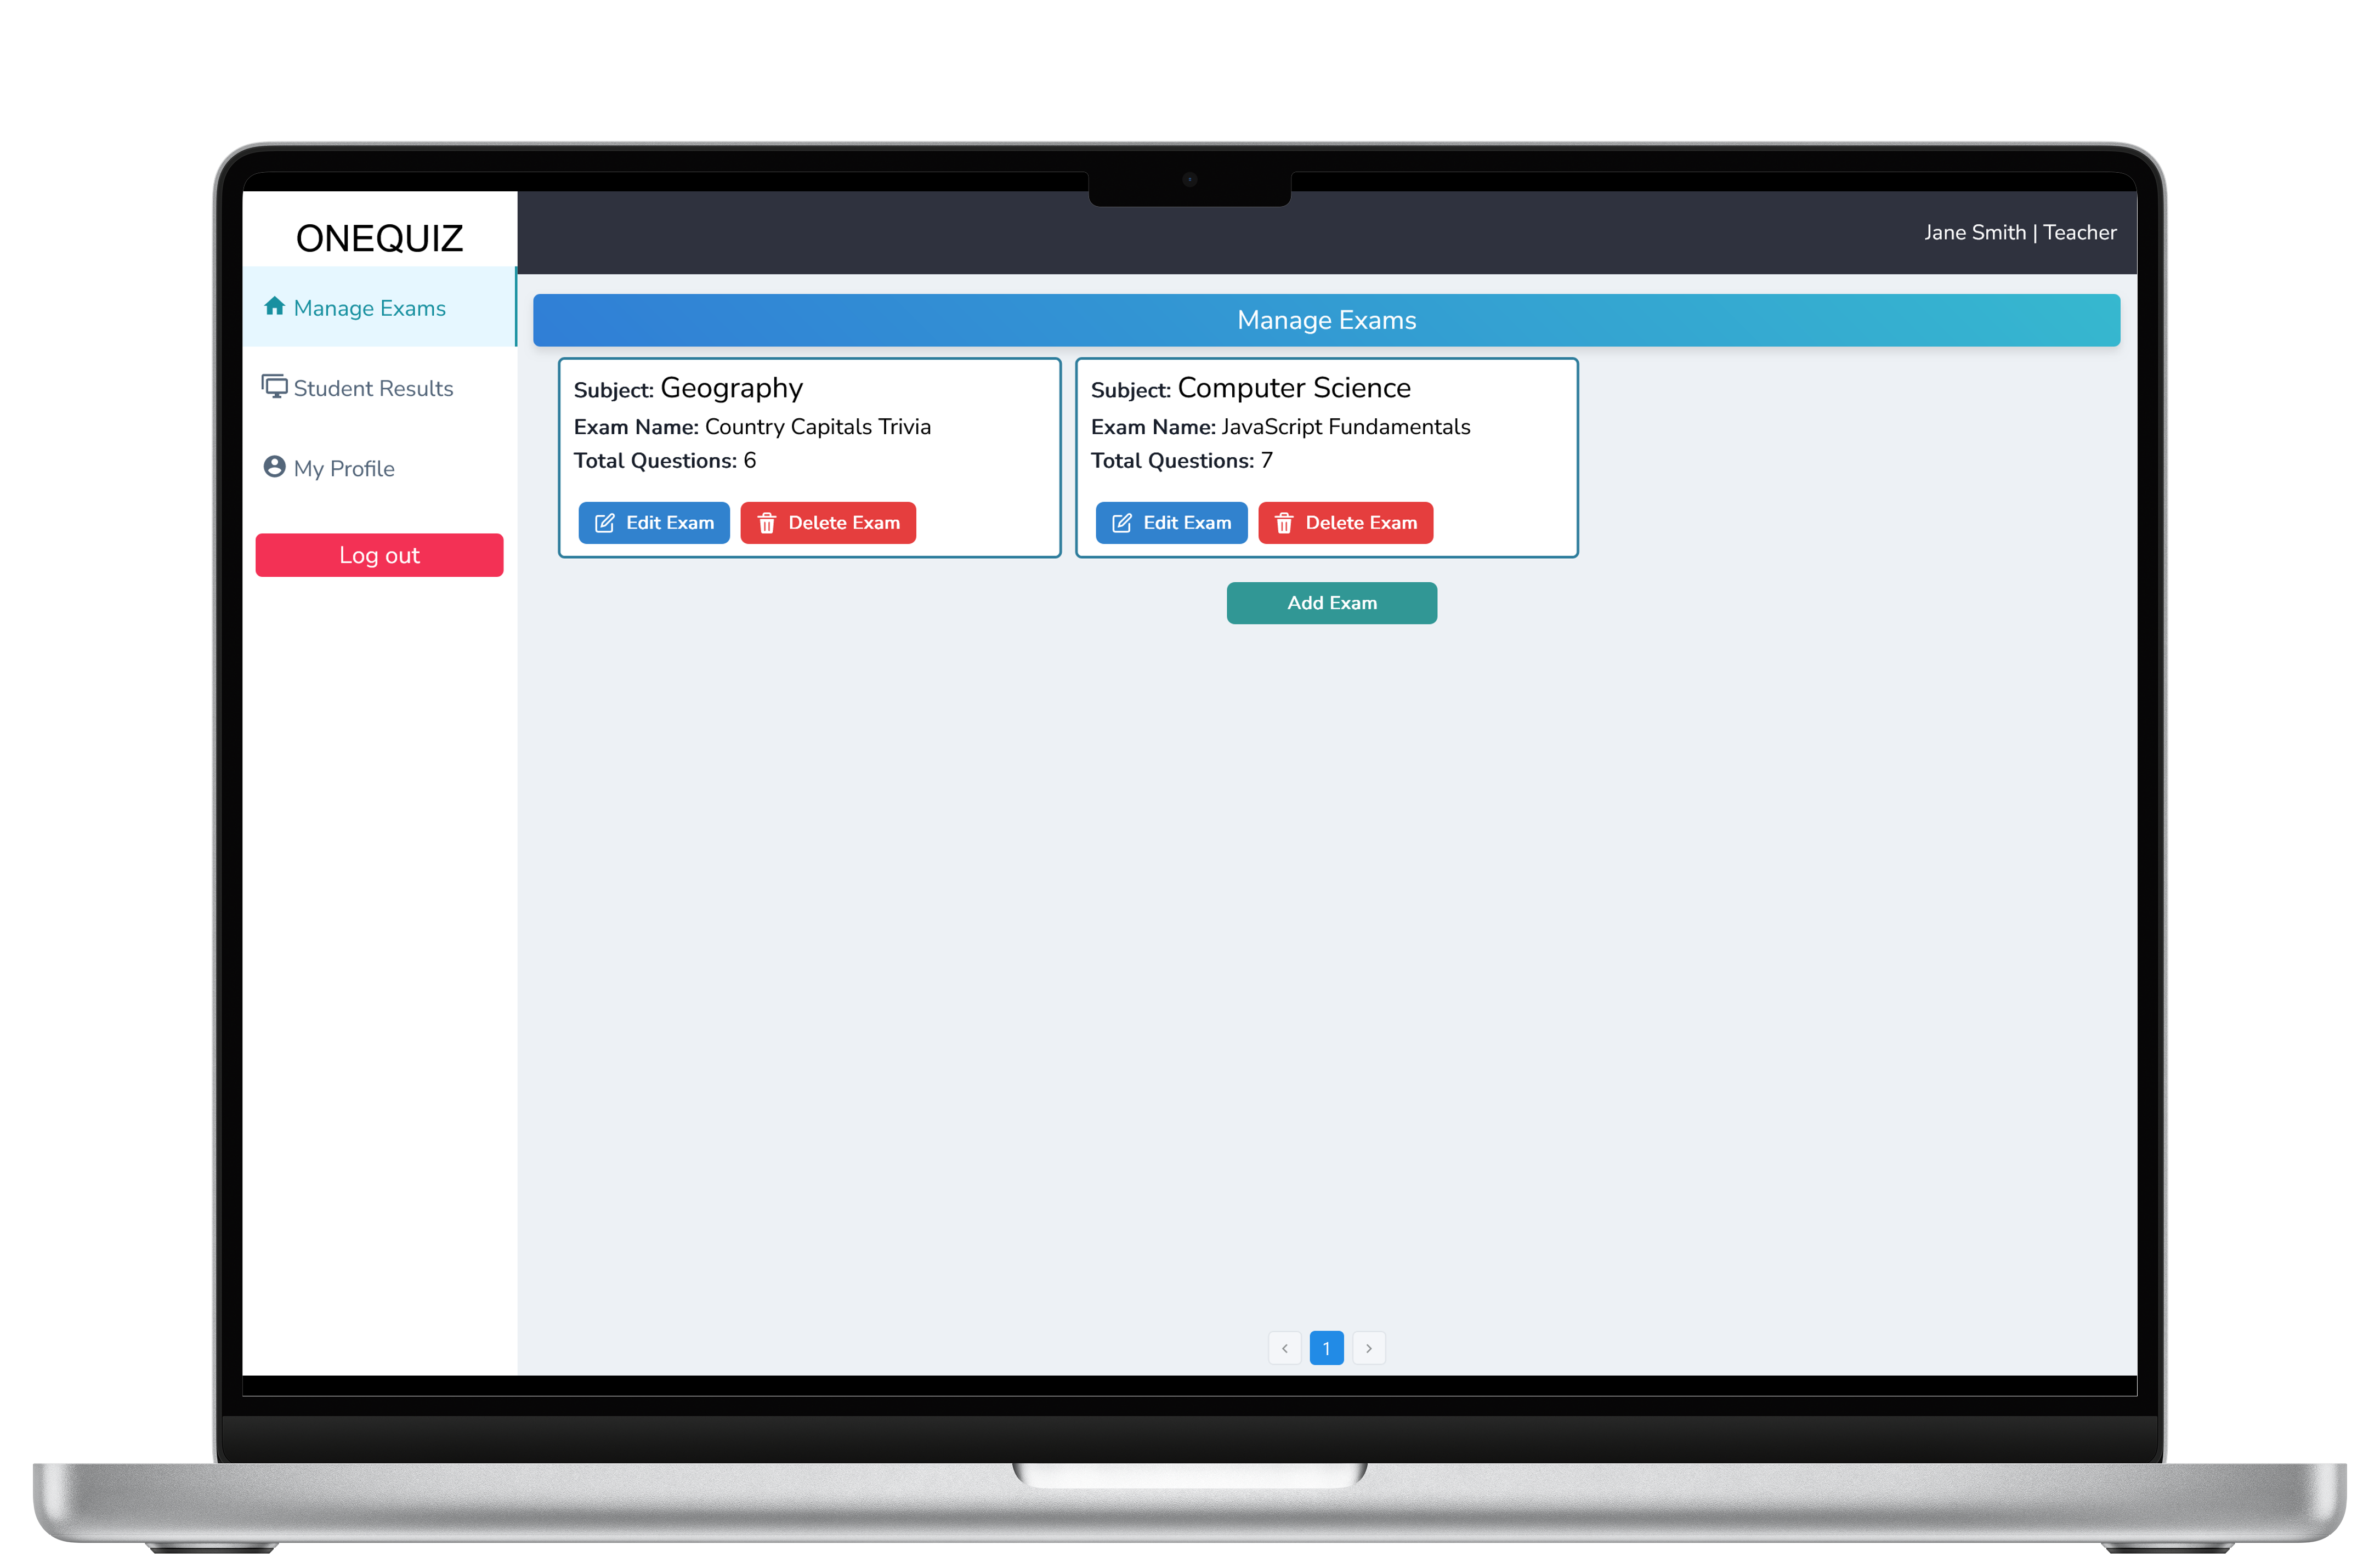 ONEQUIZ
Jane Smith | Teacher
Manage Exams
Student Results
My Profile
Log out
Manage Exams
Subject: Geography
Exam Name: Country Capitals Trivia
Total Questions: 6
Edit Exam
Delete Exam
Subject: Computer Science
Exam Name: JavaScript Fundamentals
Total Questions: 7
Edit Exam
Delete Exam
Add Exam
1